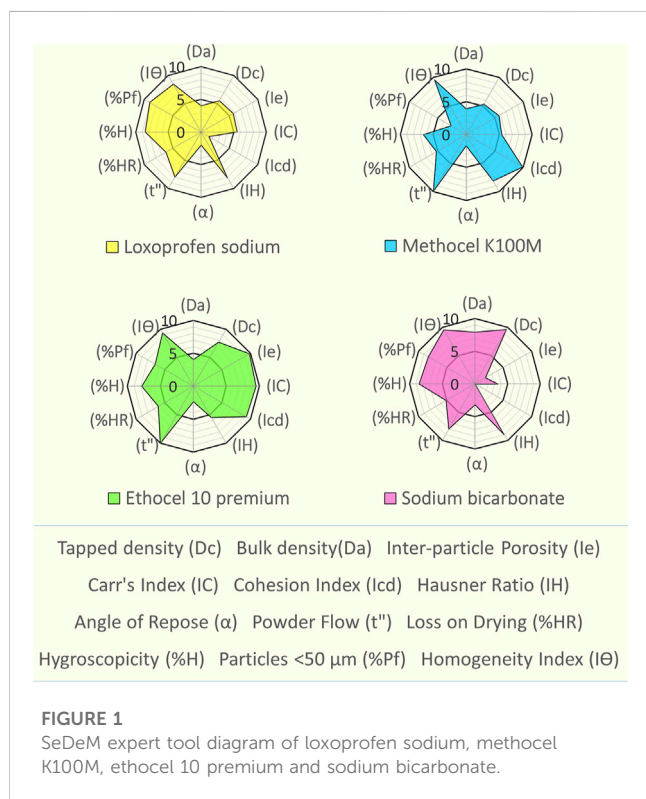 (Da)
(IΘ) 10 (Dc)
(%Pf) 5 (Ie)
(%H) 0 (IC)
(%HR) (Icd)
(t") (IH)
(α)
Loxoprofen sodium
(Da)
(IΘ) 10 (Dc)
(%Pf) 5 (Ie)
(%H) 0 (IC)
(%HR) (Icd)
(t") (IH)
(α)
Methocel K100M
(Da)
(IΘ) 10 (Dc)
(%Pf) 5 (Ie)
(%H) 0 (IC)
(%HR) (Icd)
(t") (IH)
(α)
Ethocel 10 premium
(Da)
(IΘ) 10 (Dc)
(%Pf) 5 (Ie)
(%H) 0 (IC)
(%HR) (Icd)
(t") (IH)
(α)
Sodium bicarbonate
Tapped density (Dc) Bulk density(Da) Inter-particle Porosity (Ie)
Carr's Index (IC) Cohesion Index (Icd) Hausner Ratio (IH)
Angle of Repose (α) Powder Flow (t") Loss on Drying (%HR)
Hygroscopicity (%H) Particles <50 µm (%Pf) Homogeneity Index (IΘ)
FIGURE 1
SeDeM expert tool diagram of loxoprofen sodium, methocel
K100M, ethocel 10 premium and sodium bicarbonate.